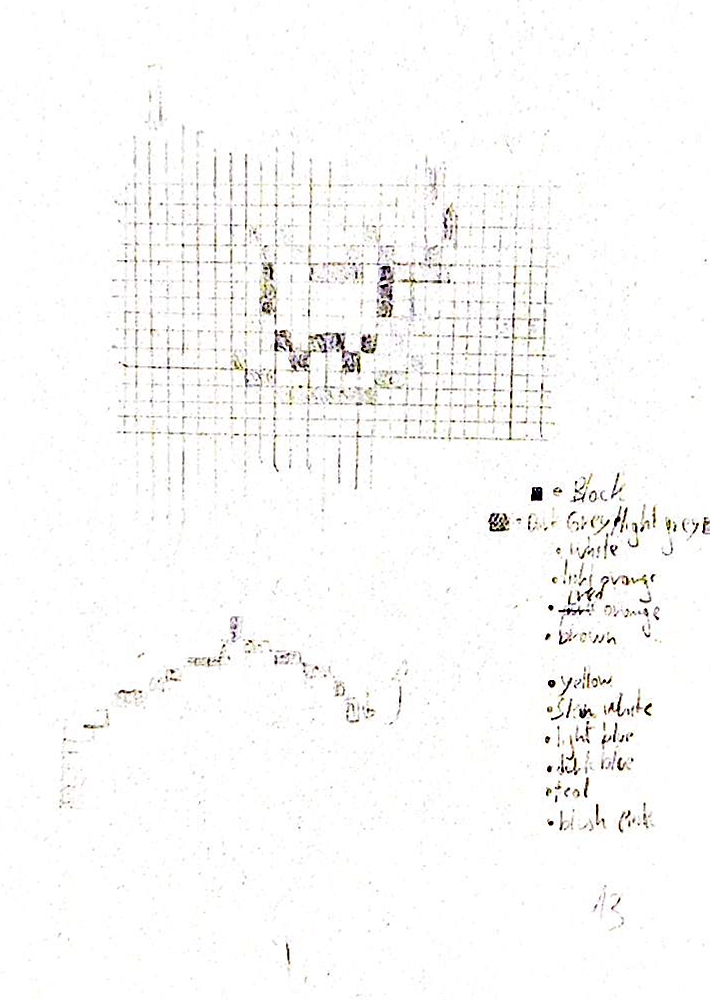 = Black
= Dark Grey/light grey
• White
• light orange
red
• orange
• brown
• yellow
• Skin White
• light blue
• dark blue
• teal
• blush pink
13